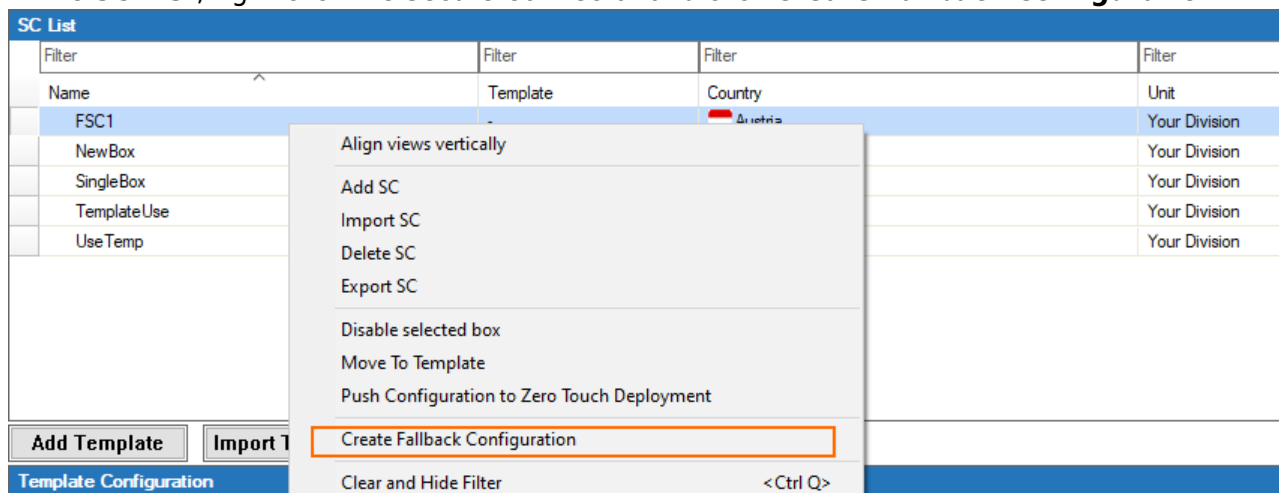 SC List
Filter Filter Filter Filter
Name Template Country Unit
FSC1 - Austria Your Division
NewBox Your Division
SingleBox Your Division
TemplateUse Your Division
UseTemp Your Division
Align views vertically
Add SC
Import SC
Delete SC
Export SC
Disable selected box
Move To Template
Push Configuration to Zero Touch Deployment
Create Fallback Configuration
Clear and Hide Filter <Ctrl Q>
Add Template Import T
Template Configuration